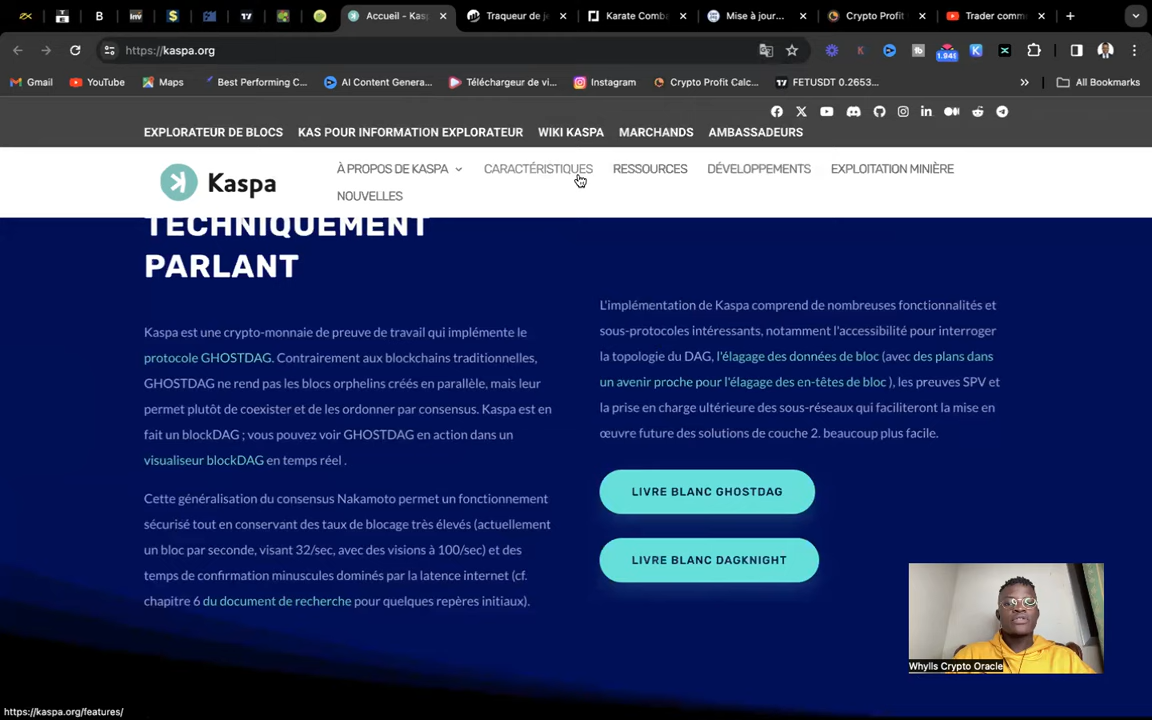 Accueil - Kas
Traqueur de je
Karate Comba
Mise à jour...
Crypto Profit
Trader comm
https://kaspa.org
1.94$
Gmail
YouTube
Maps
Best Performing C...
AI Content Genera...
Téléchargeur de vi...
Instagram
Crypto Profit Calc...
FETUSDT 0.2653...
All Bookmarks
EXPLORATEUR DE BLOCS
KAS POUR INFORMATION EXPLORATEUR
WIKI KASPA
MARCHANDS
AMBASSADEURS
Kaspa
À PROPOS DE KASPA
CARACTÉRISTIQUES
RESSOURCES
DÉVELOPPEMENTS
EXPLOITATION MINIÈRE
NOUVELLES
TECHNIQUEMENT
PARLANT
Kaspa est une crypto-monnaie de preuve de travail qui implémente le
protocole GHOSTDAG. Contrairement aux blockchains traditionnelles,
GHOSTDAG ne rend pas les blocs orphelins créés en parallèle, mais leur
permet plutôt de coexister et de les ordonner par consensus. Kaspa est en
fait un blockDAG ; vous pouvez voir GHOSTDAG en action dans un
visualiseur blockDAG en temps réel .
Cette généralisation du consensus Nakamoto permet un fonctionnement
sécurisé tout en conservant des taux de blocage très élevés (actuellement
un bloc par seconde, visant 32/sec, avec des visions à 100/sec) et des
temps de confirmation minuscules dominés par la latence internet (cf.
chapitre 6 du document de recherche pour quelques repères initiaux).
L'implémentation de Kaspa comprend de nombreuses fonctionnalités et
sous-protocoles intéressants, notamment l'accessibilité pour interroger
la topologie du DAG, l'élagage des données de bloc (avec des plans dans
un avenir proche pour l'élagage des en-têtes de bloc ), les preuves SPV et
la prise en charge ultérieure des sous-réseaux qui faciliteront la mise en
œuvre future des solutions de couche 2. beaucoup plus facile.
LIVRE BLANC GHOSTDAG
LIVRE BLANC DAGKNIGHT
Whylls Crypto Oracle
https://kaspa.org/features/